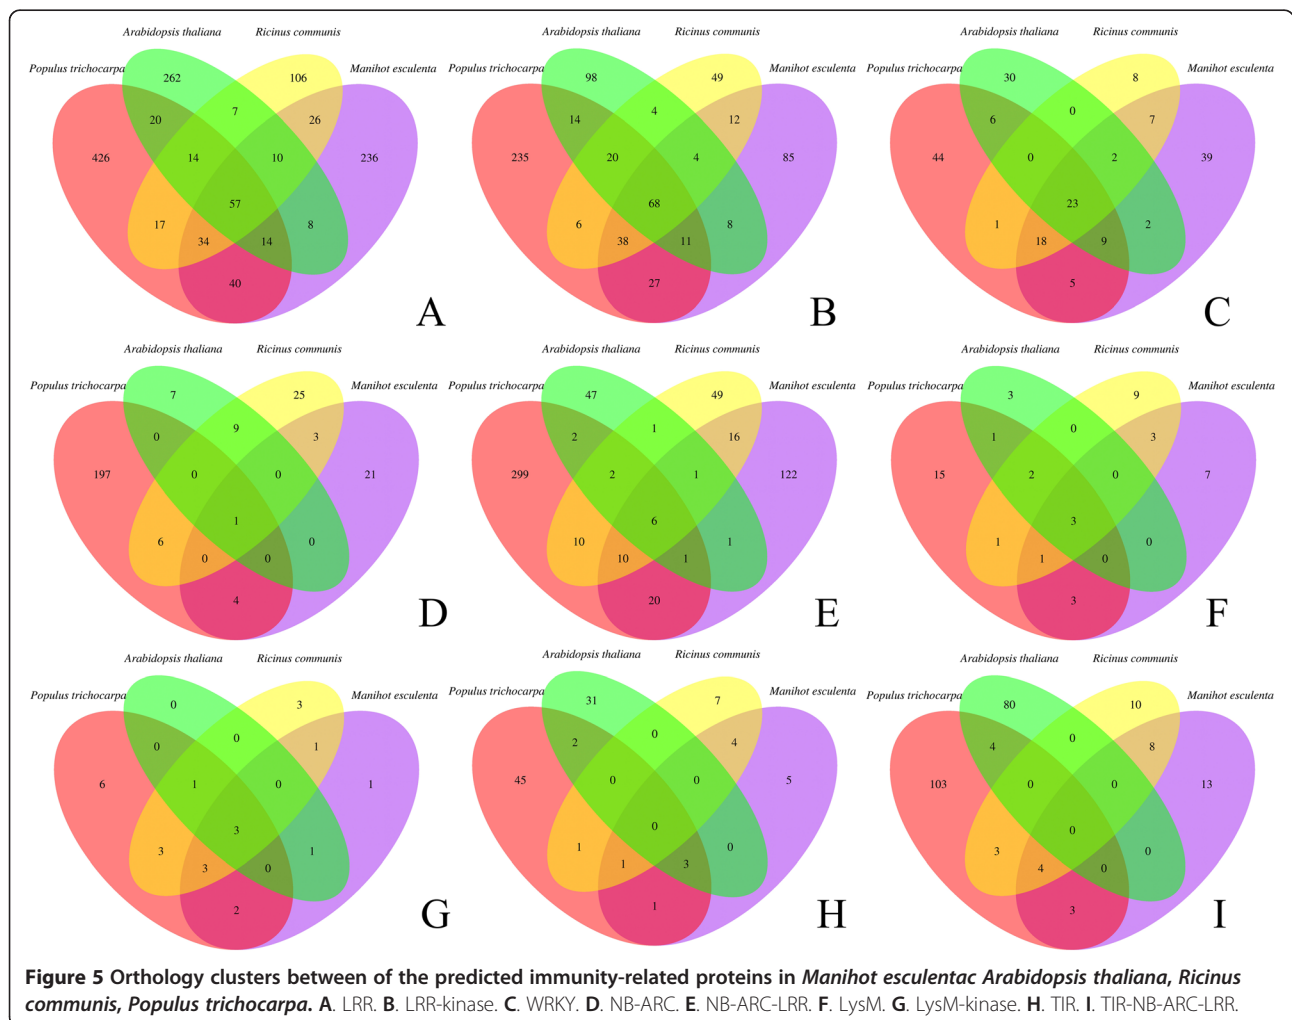 Arabidopsis thaliana Ricinus communis
Populus trichocarpa Manihot esculenta
262 106
20 7 26
426 14 10 236
57
17 34 14 8
40
A
Arabidopsis thaliana Ricinus communis
Populus trichocarpa Manihot esculenta
98 49
14 4 12
235 20 4 85
68
6 38 11 8
27
B
Arabidopsis thaliana Ricinus communis
Populus trichocarpa Manihot esculenta
30 8
6 0 7
44 0 2 39
23
1 18 9 2
5
C
Arabidopsis thaliana Ricinus communis
Populus trichocarpa Manihot esculenta
7 25
0 9 3
197 0 0 21
1
6 0 0 0
4
D
Arabidopsis thaliana Ricinus communis
Populus trichocarpa Manihot esculenta
47 49
2 1 16
299 2 1 122
6
10 10 1 1
20
E
Arabidopsis thaliana Ricinus communis
Populus trichocarpa Manihot esculenta
3 9
1 0 3
15 2 0 7
3
1 1 0 0
3
F
Arabidopsis thaliana Ricinus communis
Populus trichocarpa Manihot esculenta
0 3
0 0 1
6 1 0 1
3
3 3 0 1
2
G
Arabidopsis thaliana Ricinus communis
Populus trichocarpa Manihot esculenta
31 7
2 0 4
45 0 0 5
0
1 1 3 0
1
H
Arabidopsis thaliana Ricinus communis
Populus trichocarpa Manihot esculenta
80 10
4 0 8
103 0 0 13
0
3 4 0 0
3
I
Figure 5 Orthology clusters between of the predicted immunity-related proteins in Manihot esculentac Arabidopsis thaliana, Ricinus
communis, Populus trichocarpa. A. LRR. B. LRR-kinase. C. WRKY. D. NB-ARC. E. NB-ARC-LRR. F. LysM. G. LysM-kinase. H. TIR. I. TIR-NB-ARC-LRR.